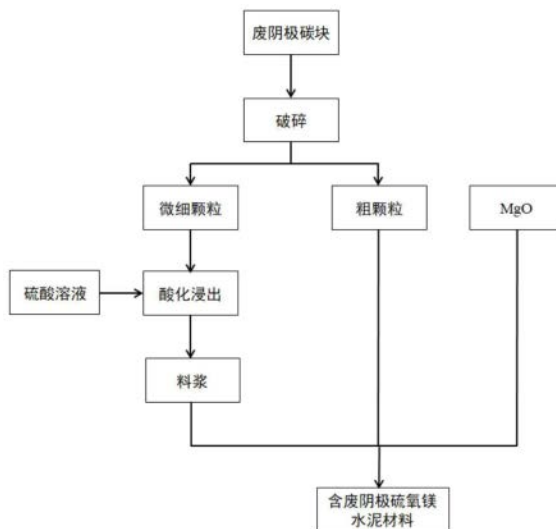 废阴极碳块
破碎
微细颗粒
粗颗粒
MgO
硫酸溶液
酸化浸出
料浆
含废阴极硫氧镁
水泥材料